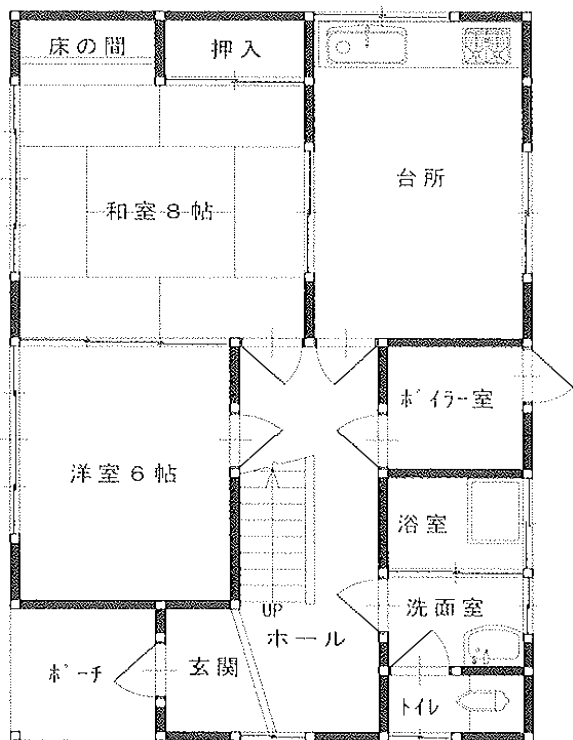 床の間
押入
台所
和室8帖
ﾎﾞｲﾗｰ室
洋室6帖
浴室
UP
洗面室
ホール
ﾎﾟｰﾁ
玄関
ﾄｲﾚ